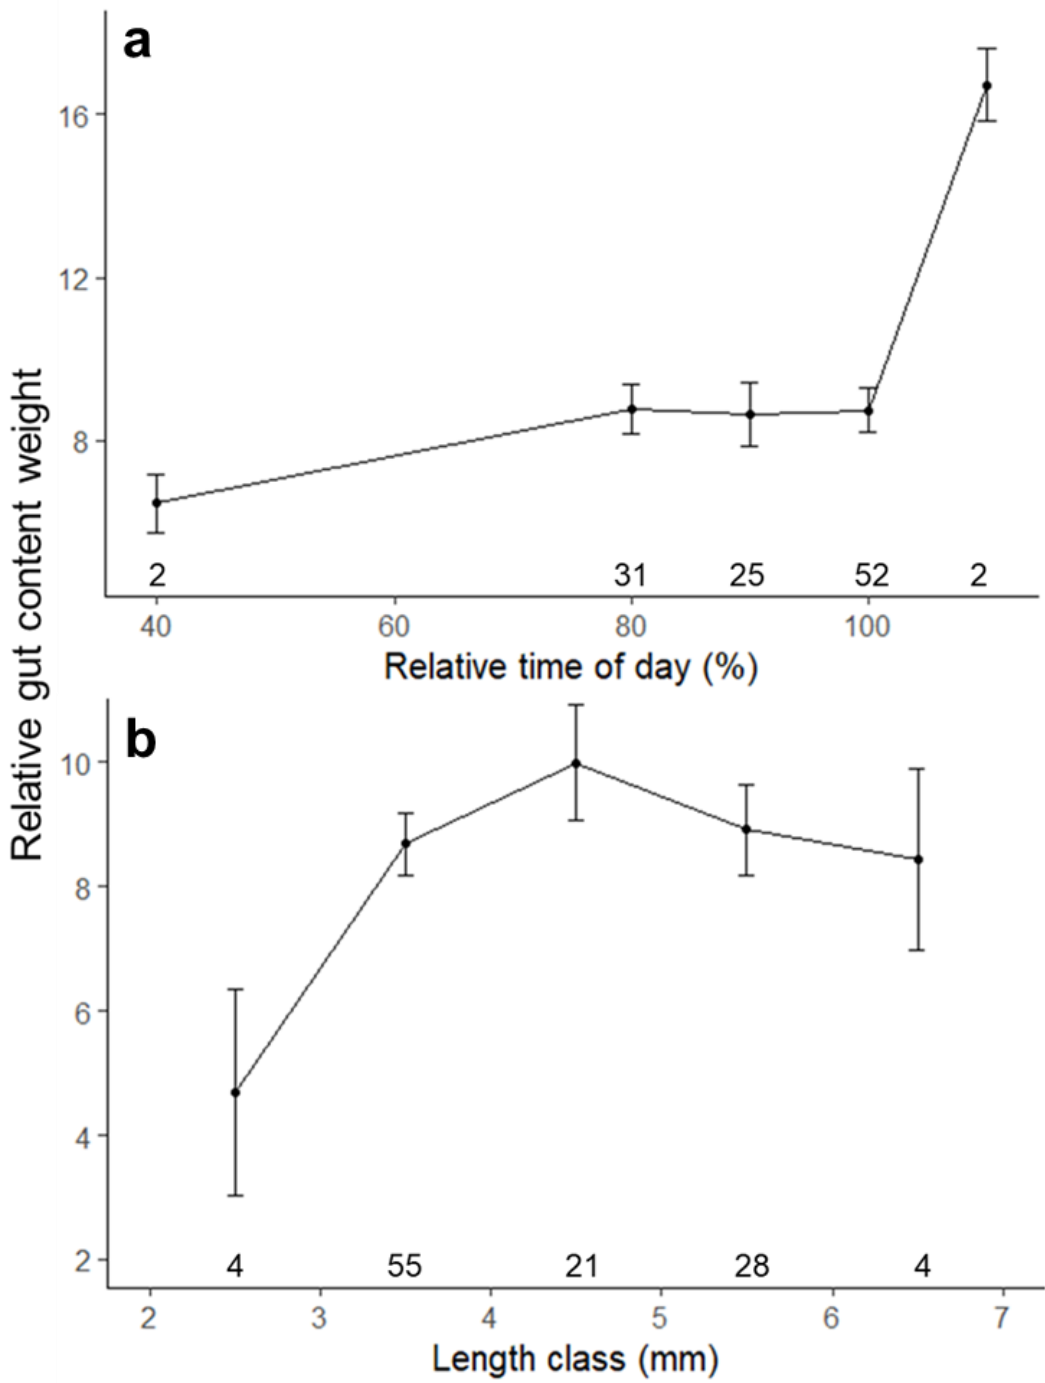 a
16
12
8
2 31 25 52 2
40 60 80 100
Relative time of day (%)
Relative gut content weight
b
10
8
6
4
2
4 55 21 28 4
2 3 4 5 6 7
Length class (mm)